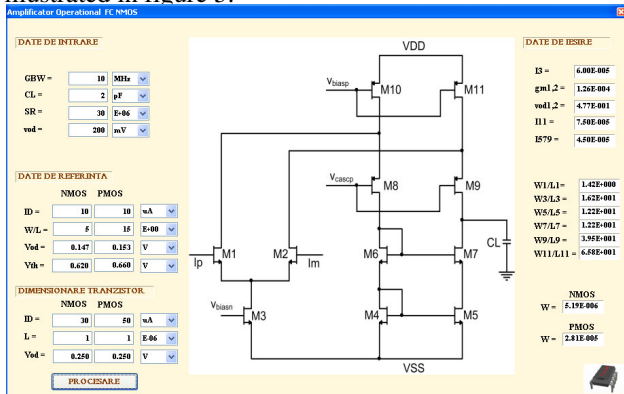 illustrated in figure 3.
Amplificator Operational FC NMOS
DATE DE INTRARE
GBW = 10 MHz
CL = 2 pF
SR = 30 E+06
vod = 200 mV
DATE DE REFERINTA
NMOS PMOS
ID = 10 10 uA
W/L = 5 15 E+00
Vod = 0.147 0.153 V
Vth = 0.620 0.660 V
DIMENSIONARE TRANZISTOR
NMOS PMOS
ID = 30 50 uA
L = 1 1 E-06
Vod = 0.250 0.250 V
PROCESARE
VDD
Vbiasp
M10
M11
Vcascp
M8
M9
M1
M2
M6
M7
CL
Ip
Im
Vbiasn
M3
M4
M5
VSS
DATE DE IESIRE
I3 = 6.00E-005
gm1,2 = 1.26E-004
vod1,2 = 4.77E-001
I11 = 7.50E-005
I579 = 4.50E-005
W1/L1= 1.42E+000
W3/L3 = 1.62E+001
W5/L5 = 1.22E+001
W7/L7 = 1.22E+001
W9/L9 = 3.95E+001
W11/L11 = 6.58E+001
NMOS
W = 5.19E-006
PMOS
W = 2.81E-005